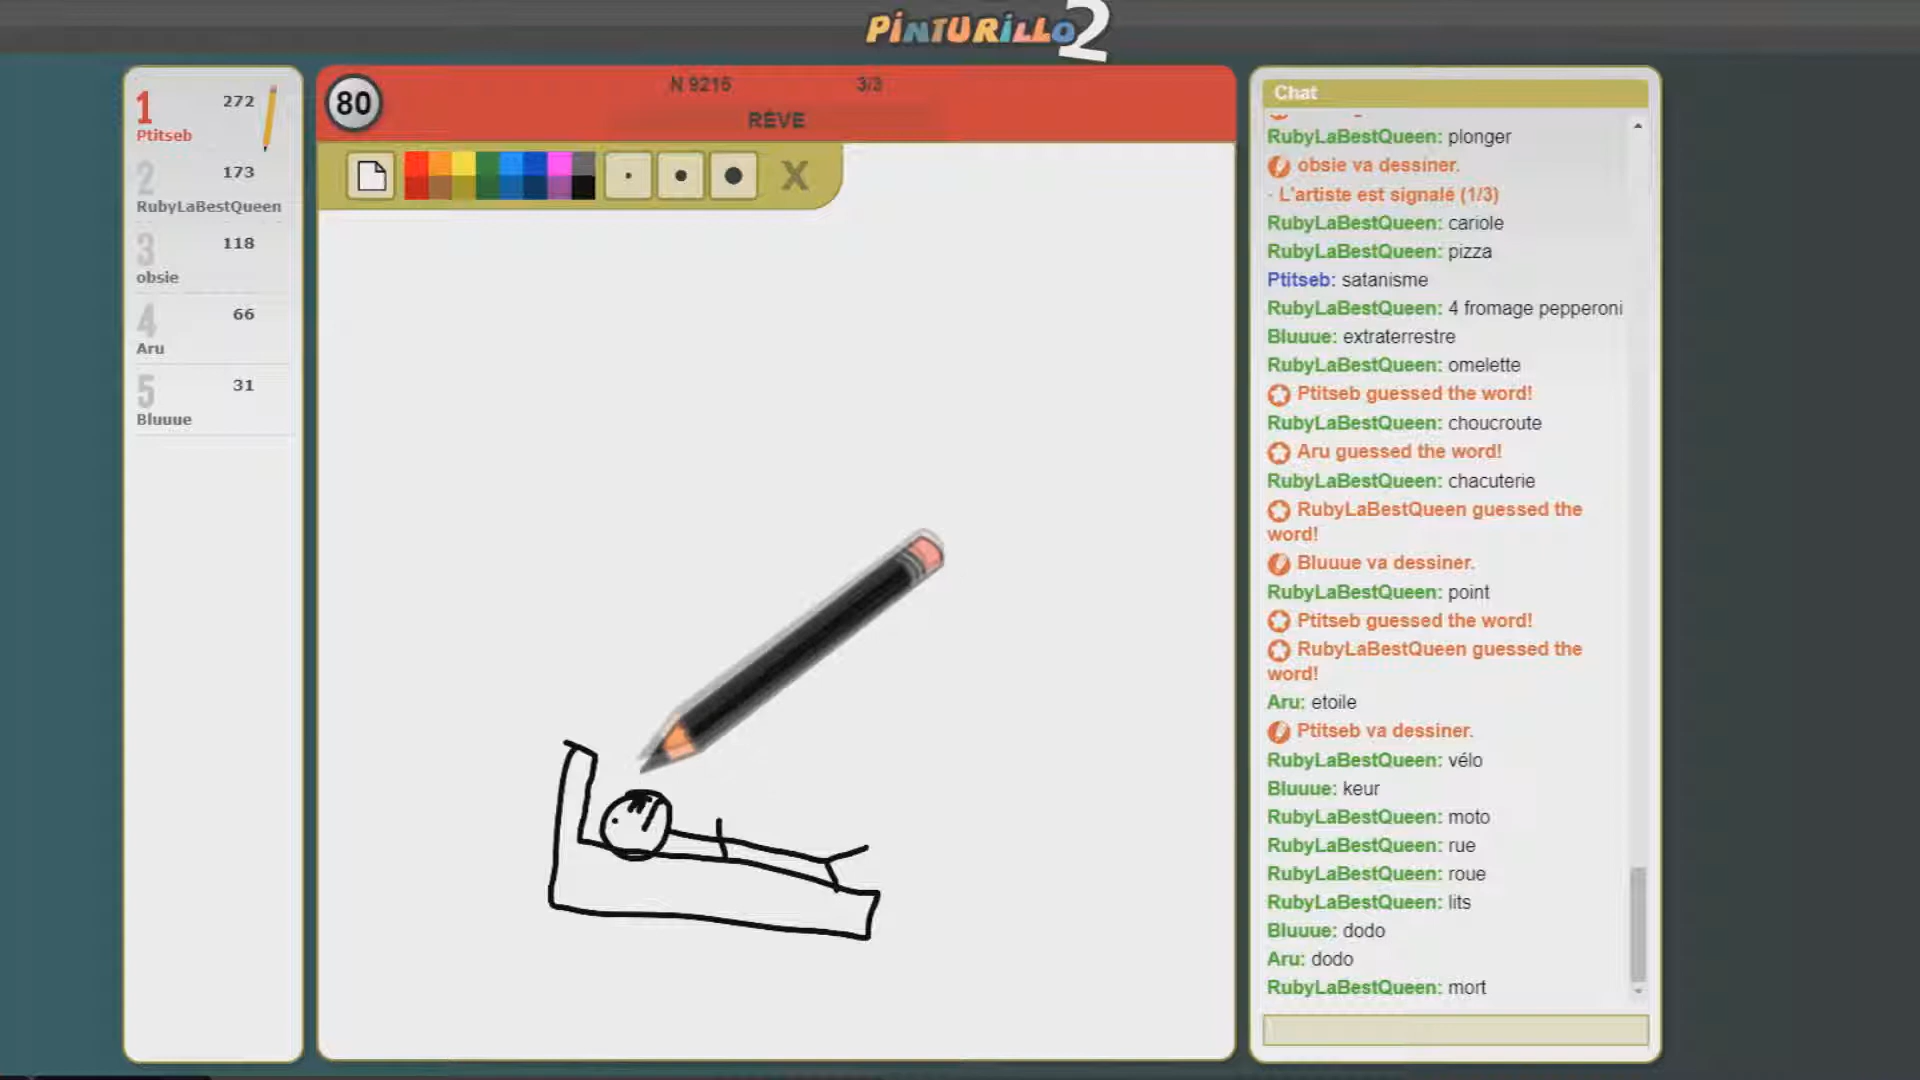 PiNTURiLLO2
1
272
Ptitseb
2
173
RubyLaBestQueen
3
118
obsie
4
66
Aru
5
31
Bluuue
80
N 9215
3/3
RÊVE
X
Chat
RubyLaBestQueen: plonger
obsie va dessiner.
- L'artiste est signalé (1/3)
RubyLaBestQueen: cariole
RubyLaBestQueen: pizza
Ptitseb: satanisme
RubyLaBestQueen: 4 fromage pepperoni
Bluuue: extraterrestre
RubyLaBestQueen: omelette
Ptitseb guessed the word!
RubyLaBestQueen: choucroute
Aru guessed the word!
RubyLaBestQueen: chacuterie
RubyLaBestQueen guessed the
word!
Bluuue va dessiner.
RubyLaBestQueen: point
Ptitseb guessed the word!
RubyLaBestQueen guessed the
word!
Aru: etoile
Ptitseb va dessiner.
RubyLaBestQueen: vélo
Bluuue: keur
RubyLaBestQueen: moto
RubyLaBestQueen: rue
RubyLaBestQueen: roue
RubyLaBestQueen: lits
Bluuue: dodo
Aru: dodo
RubyLaBestQueen: mort